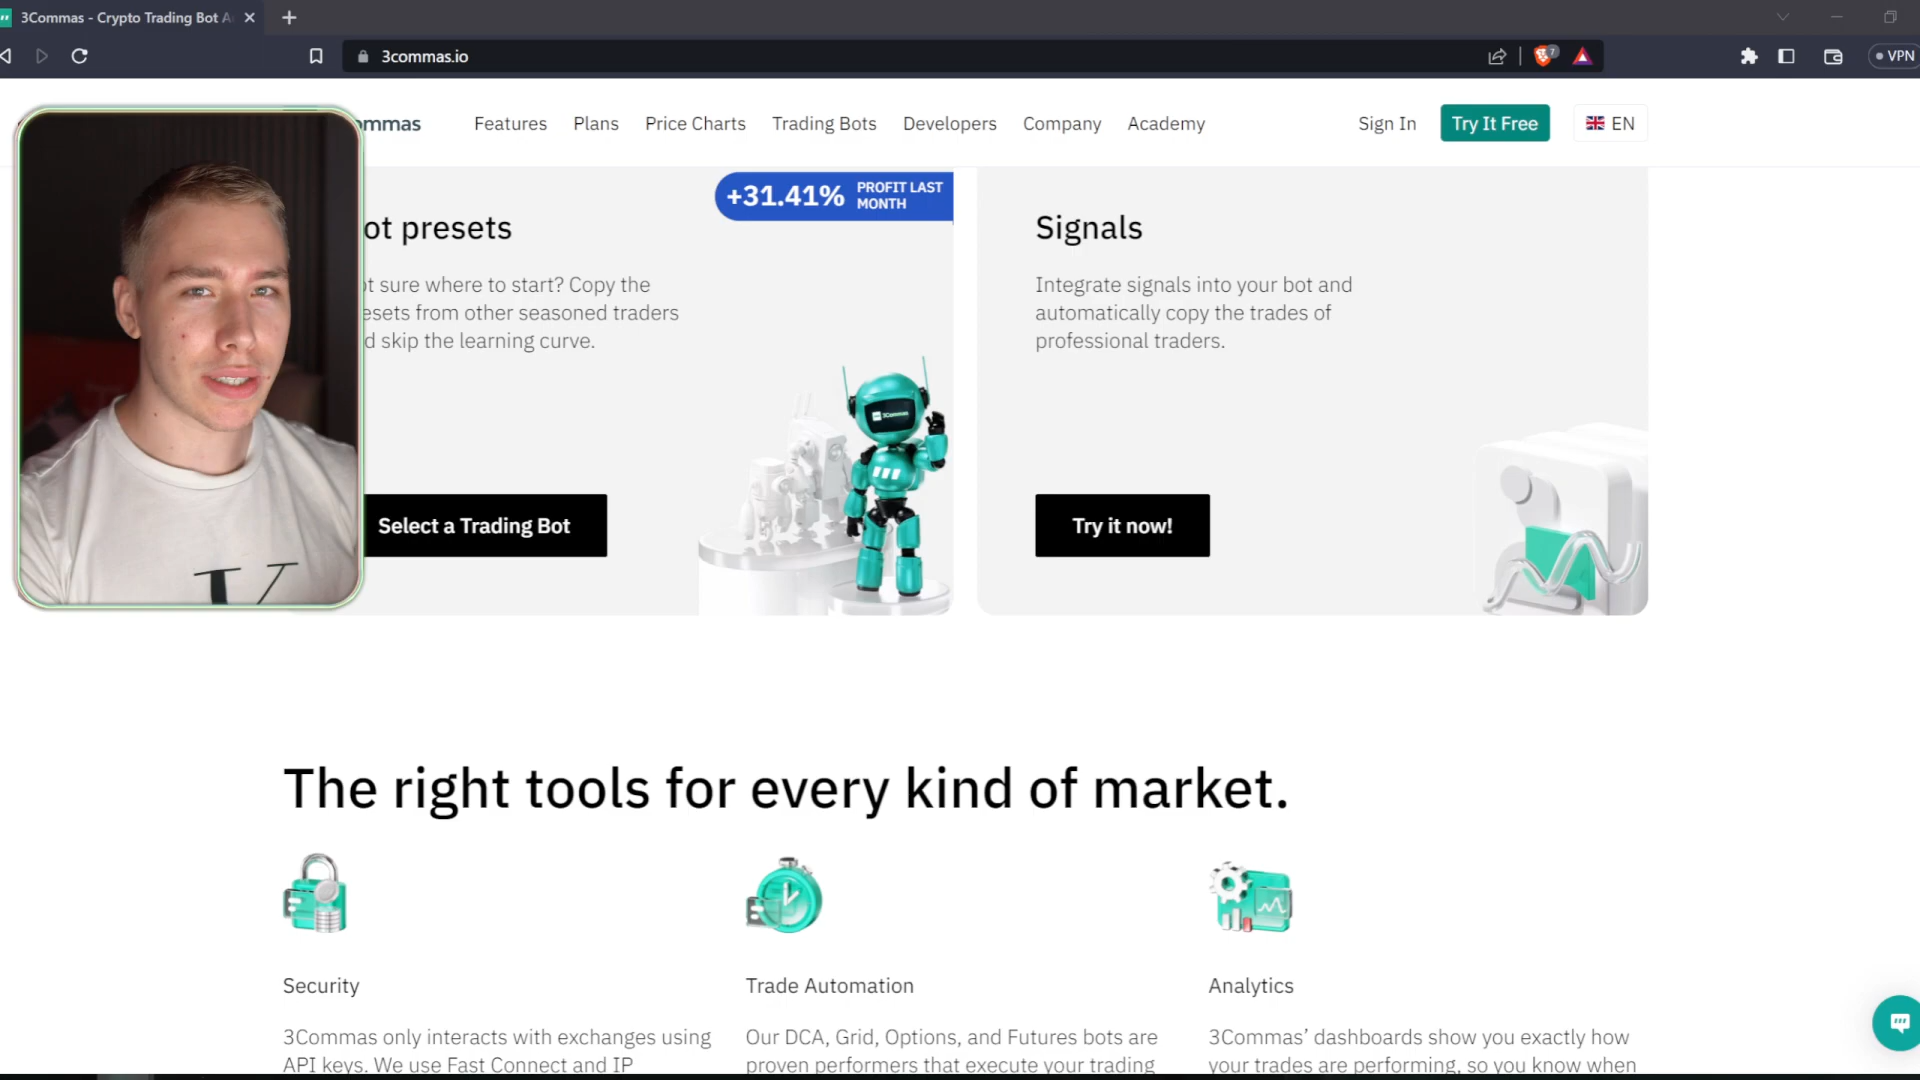 3Commas - Crypto Trading Bot A
3commas.io
7
VPN
ommas
Features
Plans
Price Charts
Trading Bots
Developers
Company
Academy
Sign In
Try It Free
EN
+31.41%
PROFIT LAST
MONTH
ot presets
ot sure where to start? Copy the
esets from other seasoned traders
d skip the learning curve.
3Commas
Select a Trading Bot
Signals
Integrate signals into your bot and
automatically copy the trades of
professional traders.
Try it now!
The right tools for every kind of market.
Security
3Commas only interacts with exchanges using
API keys. We use Fast Connect and IP
Trade Automation
Our DCA, Grid, Options, and Futures bots are
proven performers that execute your trading
Analytics
3Commas’ dashboards show you exactly how
your trades are performing, so you know when